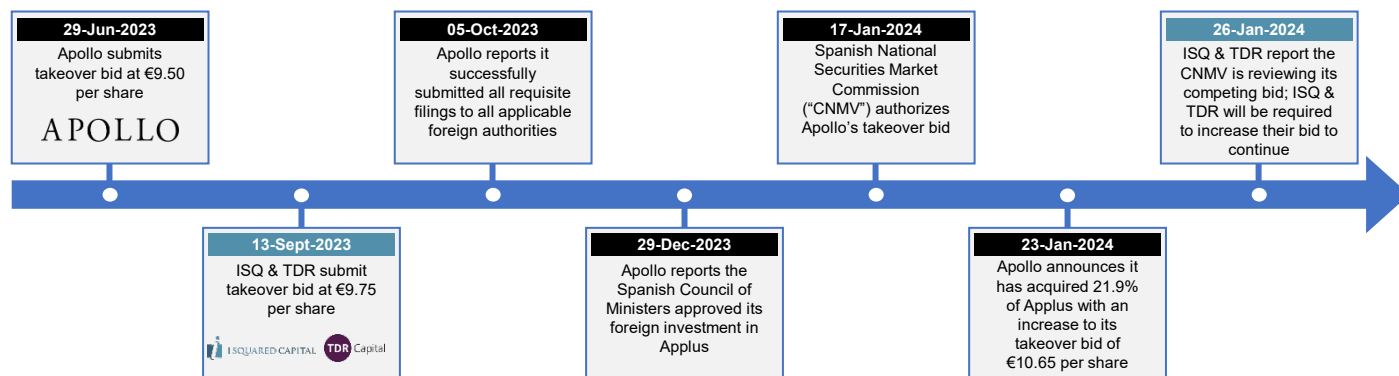 29-Jun-2023
Apollo submits
takeover bid at €9.50
per share
APOLLO
13-Sept-2023
ISQ & TDR submit
takeover bid at €9.75
per share
I SQUARED CAPITAL
TDR Capital
05-Oct-2023
Apollo reports it
successfully
submitted all requisite
filings to all applicable
foreign authorities
29-Dec-2023
Apollo reports the
Spanish Council of
Ministers approved its
foreign investment in
Applus
17-Jan-2024
Spanish National
Securities Market
Commission
(“CNMV”) authorizes
Apollo’s takeover bid
23-Jan-2024
Apollo announces it
has acquired 21.9%
of Applus with an
increase to its
takeover bid of
€10.65 per share
26-Jan-2024
ISQ & TDR report the
CNMV is reviewing its
competing bid; ISQ &
TDR will be required
to increase their bid to
continue